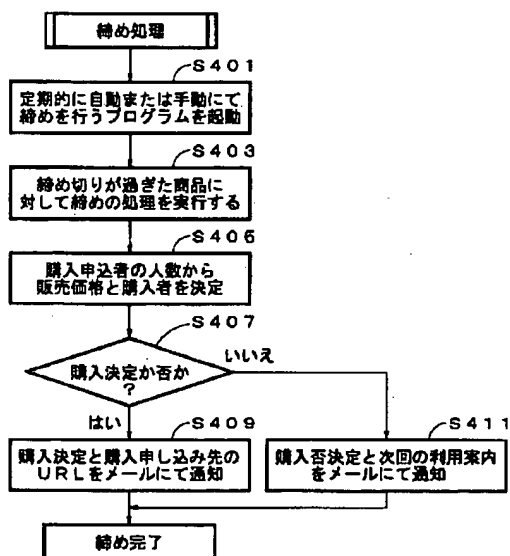 締め処理
S401
定期的に自動または手動にて
締めを行うプログラムを起動
S403
締め切りが過ぎた商品に
対して締めの処理を実行する
S405
購入申込者の人数から
販売価格と購入者を決定
S407
購入決定か否か
?
いいえ
はい
S409
購入決定と購入申し込み先の
URLをメールにて通知
S411
購入否決定と次回の利用案内
をメールにて通知
締め完了